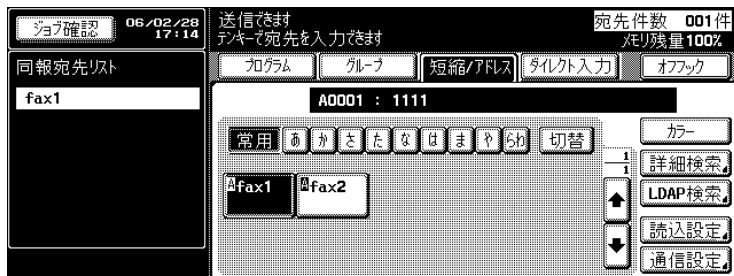 ジョブ確認
06/02/28
17:14
同報宛先リスト
fax1
送信できます
テンキーで宛先を入力できます
宛先件数 001件
メモリ残量100%
プログラム グループ 短縮/アドレス ダイレクト入力 オフフック
A0001 : 1111
常用 あ か さ た な は ま や らわ 切替
カラー
1
1
詳細検索
Afax1 Afax2
LDAP検索
読込設定
通信設定